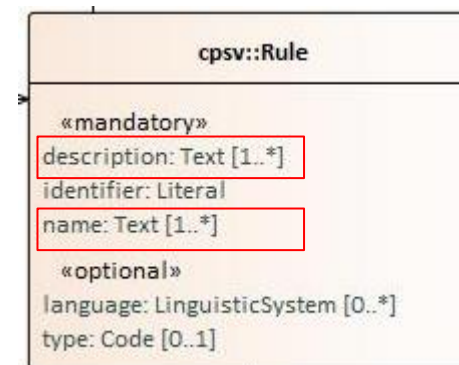 cpsv::Rule
«mandatory»
description: Text [1..*]
identifier: Literal
name: Text [1..*]
«optional»
language: LinguisticSystem [0..*]
type: Code [0..1]